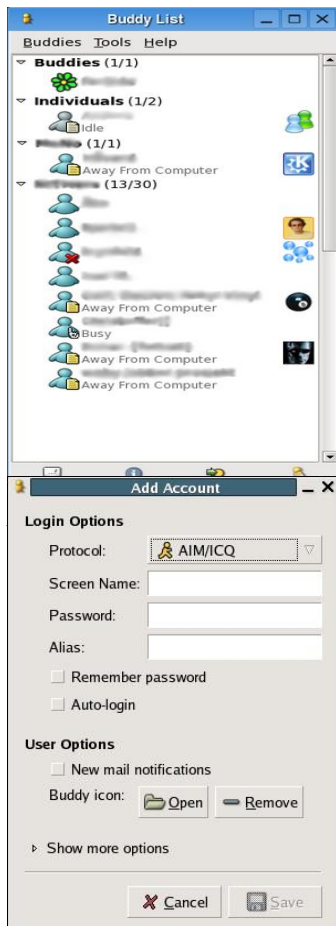 Buddy List
Buddies Tools Help
Buddies (1/1)
Individuals (1/2)
Idle
(1/1)
Away From Computer
(13/30)
Away From Computer
Busy
Away From Computer
Away From Computer
Add Account
Login Options
Protocol: AIM/ICQ
Screen Name:
Password:
Alias:
Remember password
Auto-login
User Options
New mail notifications
Buddy icon: Open Remove
Show more options
Cancel Save